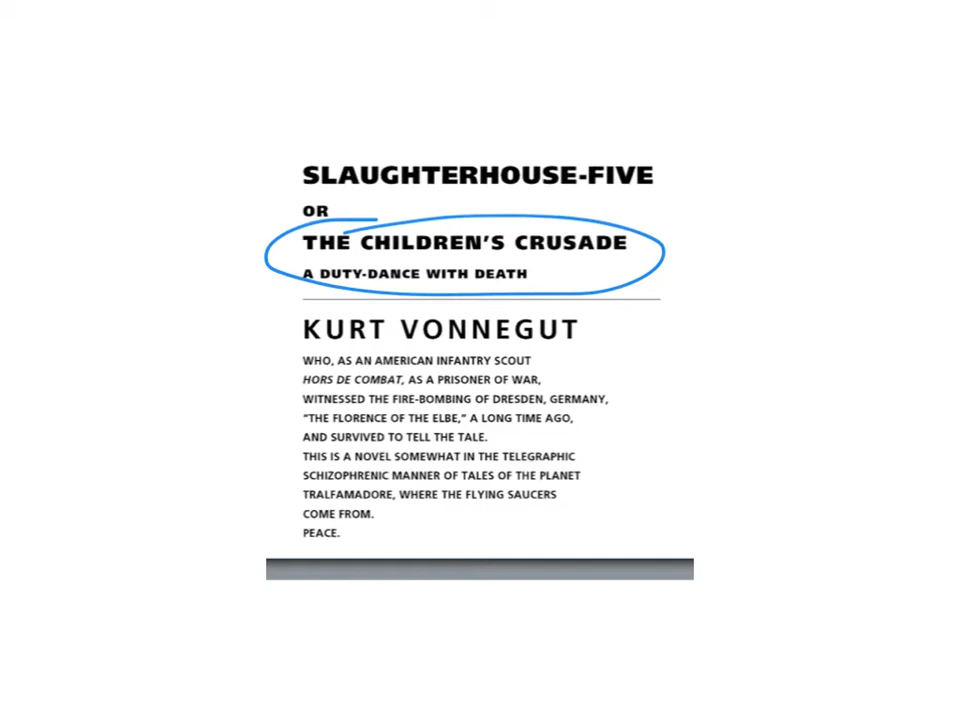 SLAUGHTERHOUSE-FIVE
OR
THE CHILDREN'S CRUSADE
A DUTY-DANCE WITH DEATH
KURT VONNEGUT
WHO, AS AN AMERICAN INFANTRY SCOUT
HORS DE COMBAT, AS A PRISONER OF WAR,
WITNESSED THE FIRE-BOMBING OF DRESDEN, GERMANY,
“THE FLORENCE OF THE ELBE,” A LONG TIME AGO,
AND SURVIVED TO TELL THE TALE.
THIS IS A NOVEL SOMEWHAT IN THE TELEGRAPHIC
SCHIZOPHRENIC MANNER OF TALES OF THE PLANET
TRALFAMADORE, WHERE THE FLYING SAUCERS
COME FROM.
PEACE.